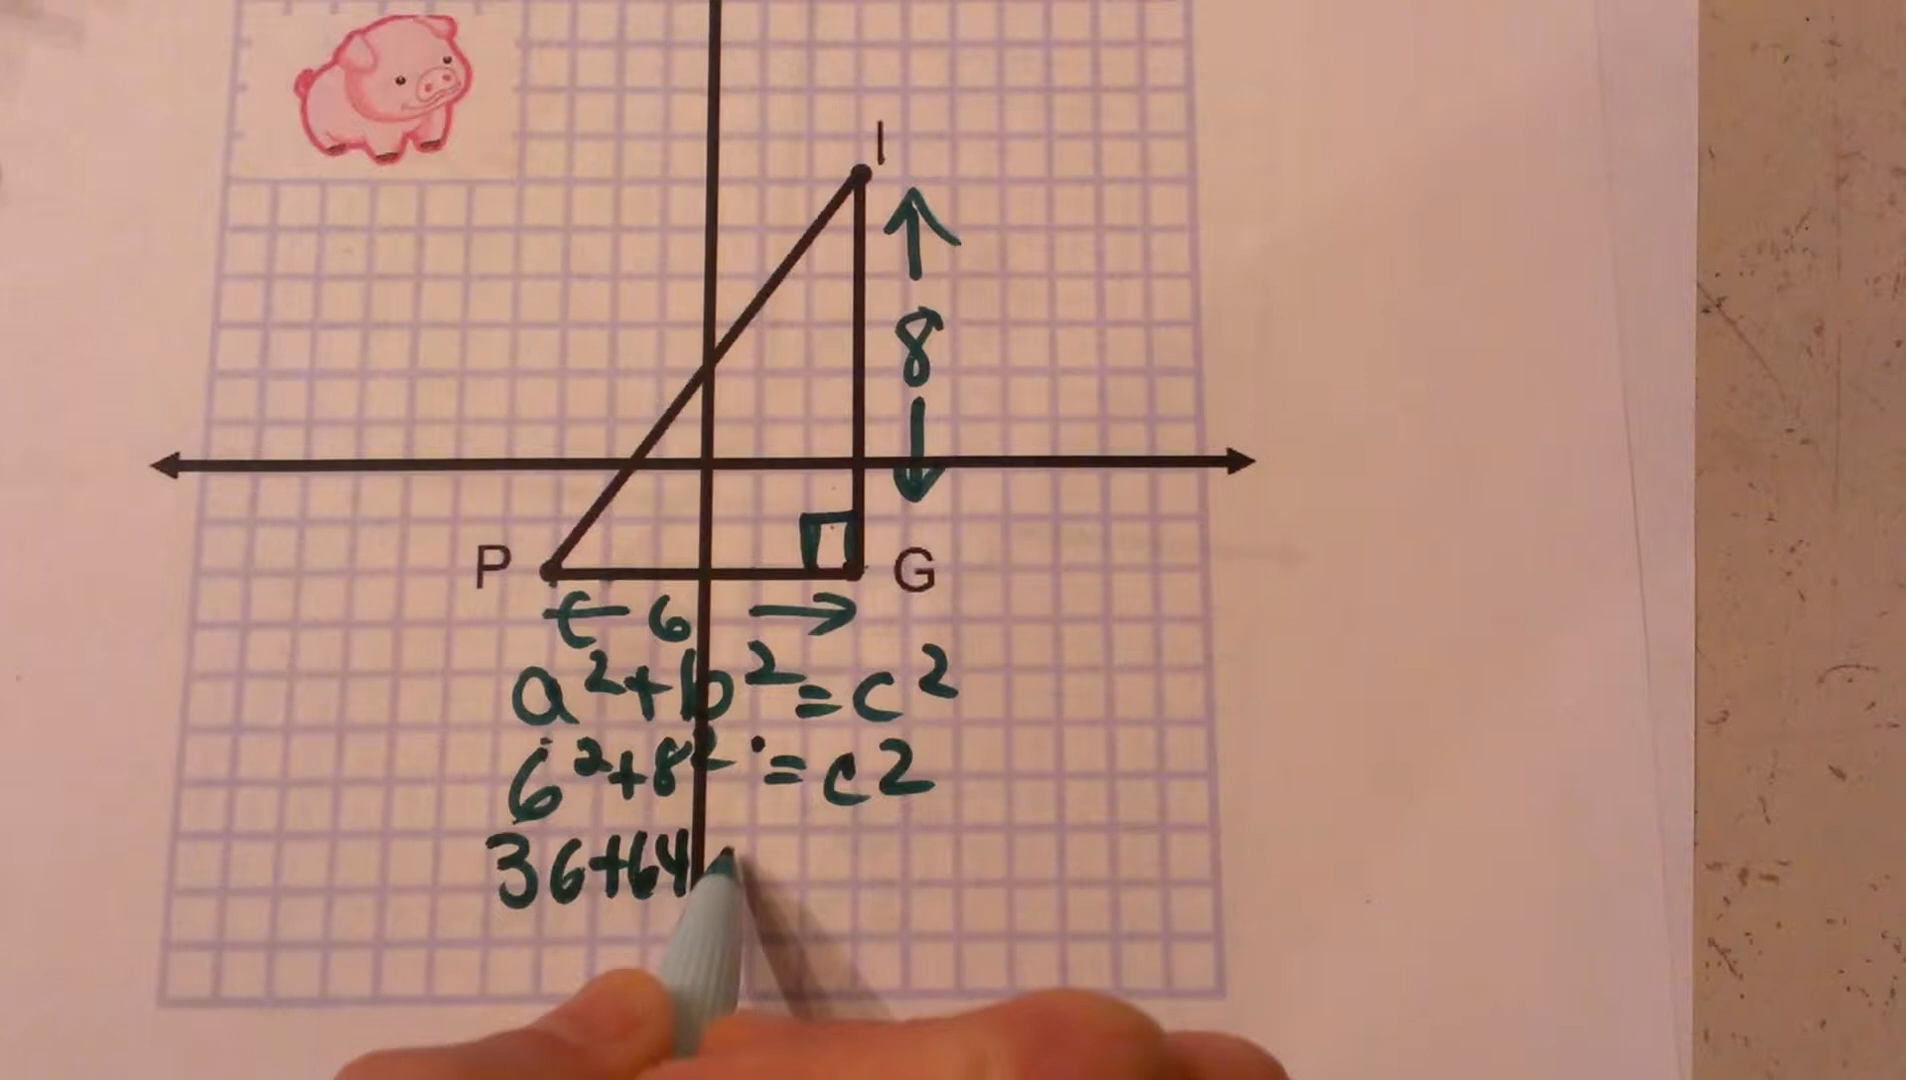 I
8
P
G
← 6 →
a²+b²=c²
6²+8²=c2
36+64